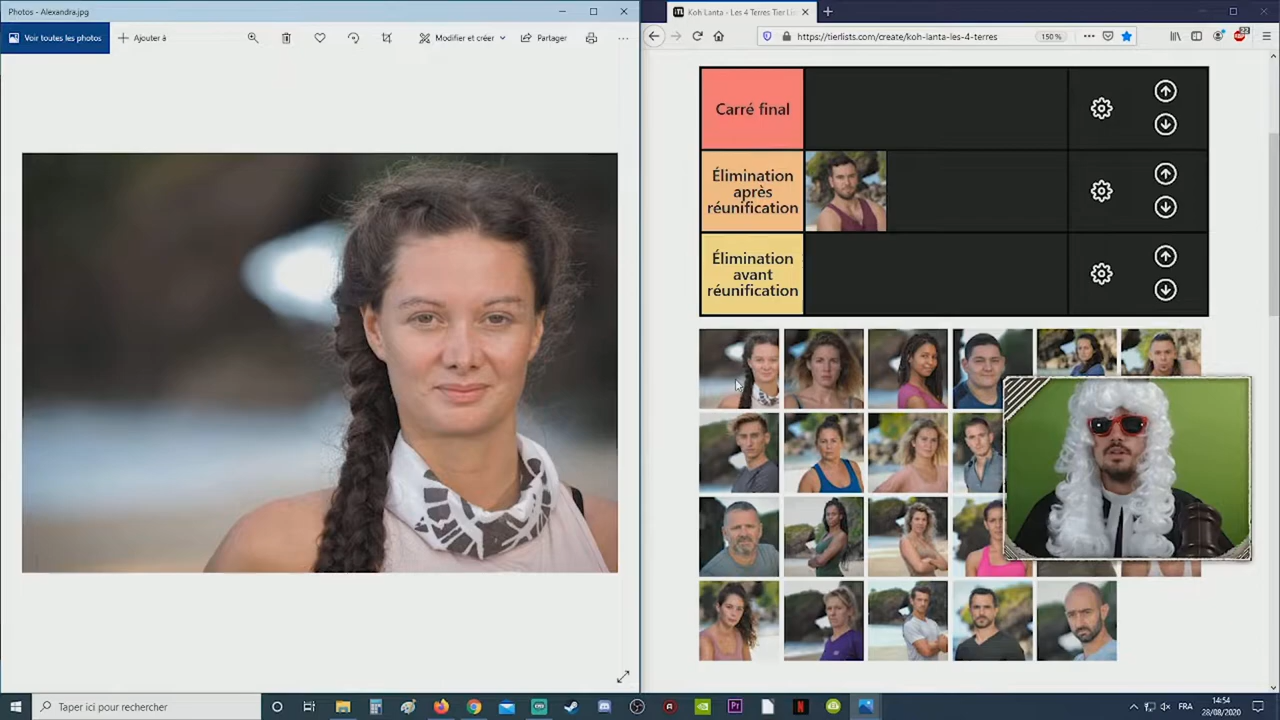 Photos - Alexandra.jpg
Voir toutes les photos
Ajouter à
Modifier et créer
Partager
Koh Lanta - Les 4 Terres Tier Lis
https://tierlists.com/create/koh-lanta-les-4-terres
150 %
Carré final
Élimination
après
réunification
Élimination
avant
réunification
Taper ici pour rechercher
FRA
14:54
28/08/2020